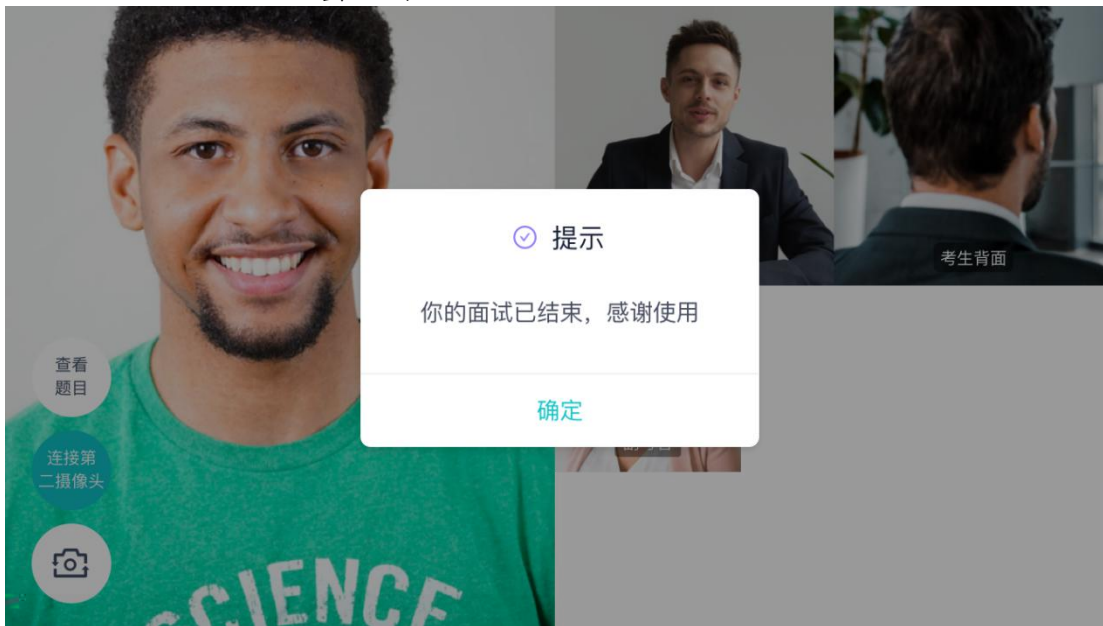 提示
你的面试已结束，感谢使用
确定
考生背面
查看
题目
连接第
二摄像头
SCIENCE